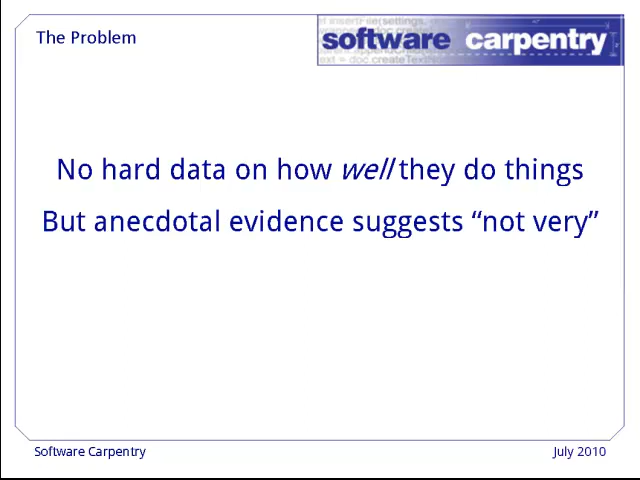 The Problem
software carpentry
No hard data on how well they do things
But anecdotal evidence suggests “not very”
Software Carpentry
July 2010